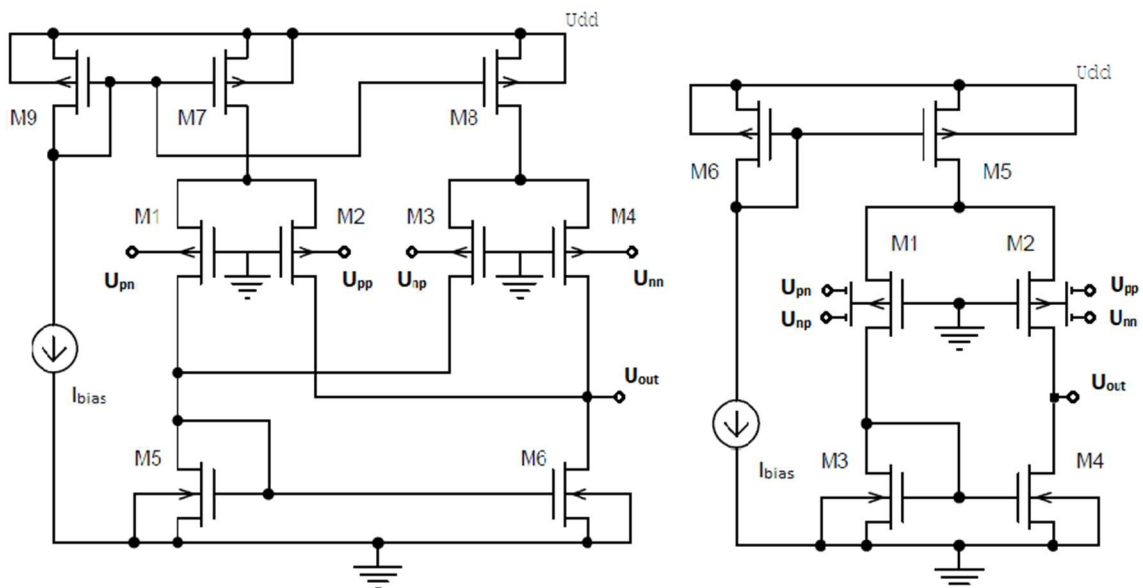 Udd
M9
M7
M8
M1
M2
M3
M4
Upn
Upp
Unp
Unn
Ibias
Uout
M5
M6
Udd
M6
M5
M1
M2
Upn
Upp
Unp
Unn
Uout
Ibias
M3
M4